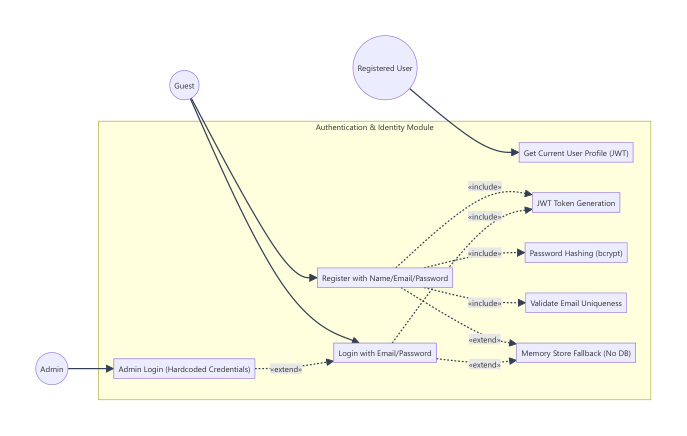 Registered User
Guest
Authentication & Identity Module
Get Current User Profile (JWT)
«include»
JWT Token Generation
«include»
«include»
Password Hashing (bcrypt)
Register with Name/Email/Password
«include»
Validate Email Uniqueness
«extend»
Login with Email/Password
Memory Store Fallback (No DB)
«extend»
Admin
Admin Login (Hardcoded Credentials)
«extend»